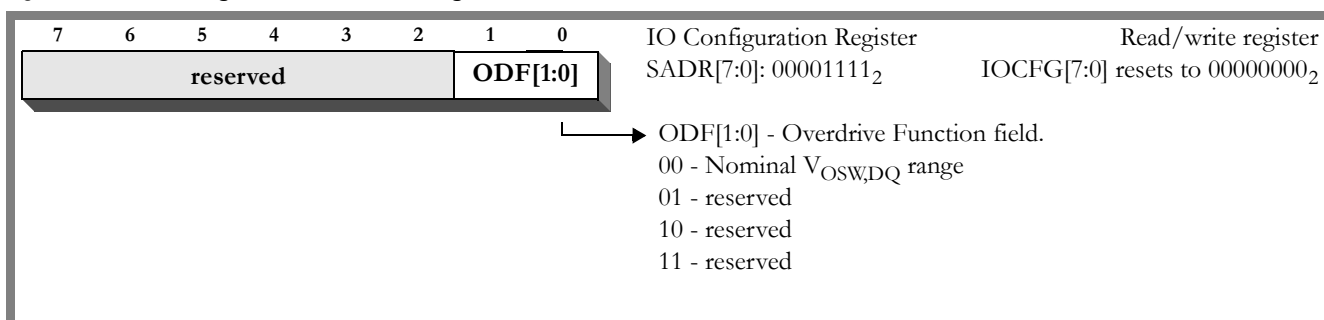 7 6 5 4 3 2 1 0
reserved ODF[1:0]
IO Configuration Register Read/write register
SADR[7:0]: 00001111₂ IOCFG[7:0] resets to 00000000₂
ODF[1:0] - Overdrive Function field.
00 - Nominal V_OSW,DQ range
01 - reserved
10 - reserved
11 - reserved